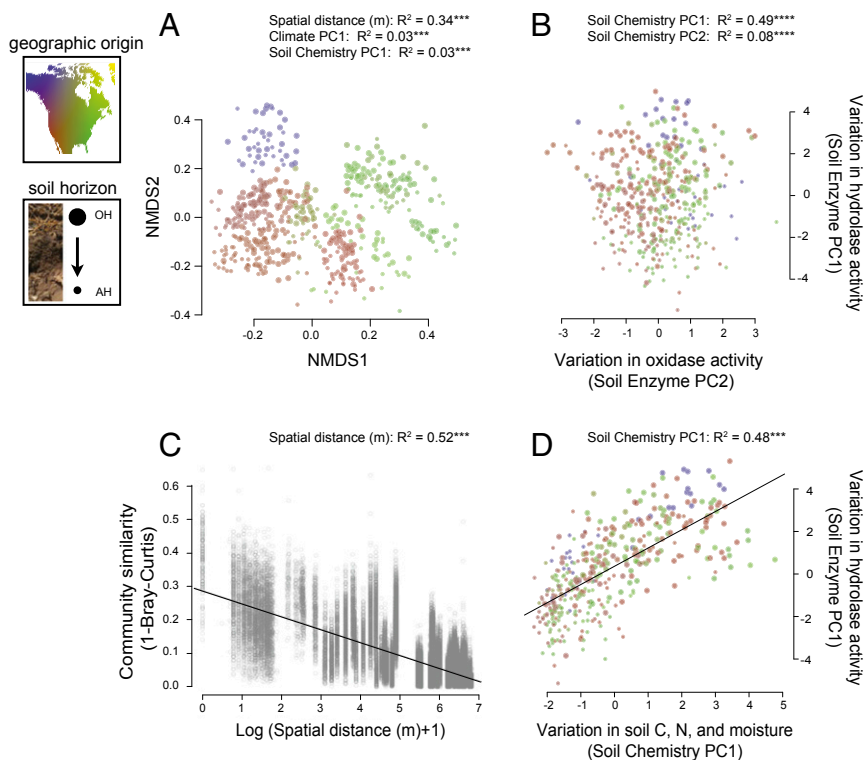 geographic origin
soil horizon
OH
AH
A
Spatial distance (m): R² = 0.34***
Climate PC1: R² = 0.03***
Soil Chemistry PC1: R² = 0.03***
NMDS2
0.4
0.2
0.0
-0.2
-0.4
-0.2 0.0 0.2 0.4
NMDS1
B
Soil Chemistry PC1: R² = 0.49****
Soil Chemistry PC2: R² = 0.08****
4
2
0
-2
-4
Variation in hydrolase activity
(Soil Enzyme PC1)
-3 -2 -1 0 1 2 3
Variation in oxidase activity
(Soil Enzyme PC2)
C
Spatial distance (m): R² = 0.52***
Community similarity
(1-Bray-Curtis)
0.6
0.5
0.4
0.3
0.2
0.1
0.0
0 1 2 3 4 5 6 7
Log (Spatial distance (m)+1)
D
Soil Chemistry PC1: R² = 0.48***
4
2
0
-2
-4
Variation in hydrolase activity
(Soil Enzyme PC1)
-2 -1 0 1 2 3 4 5
Variation in soil C, N, and moisture
(Soil Chemistry PC1)